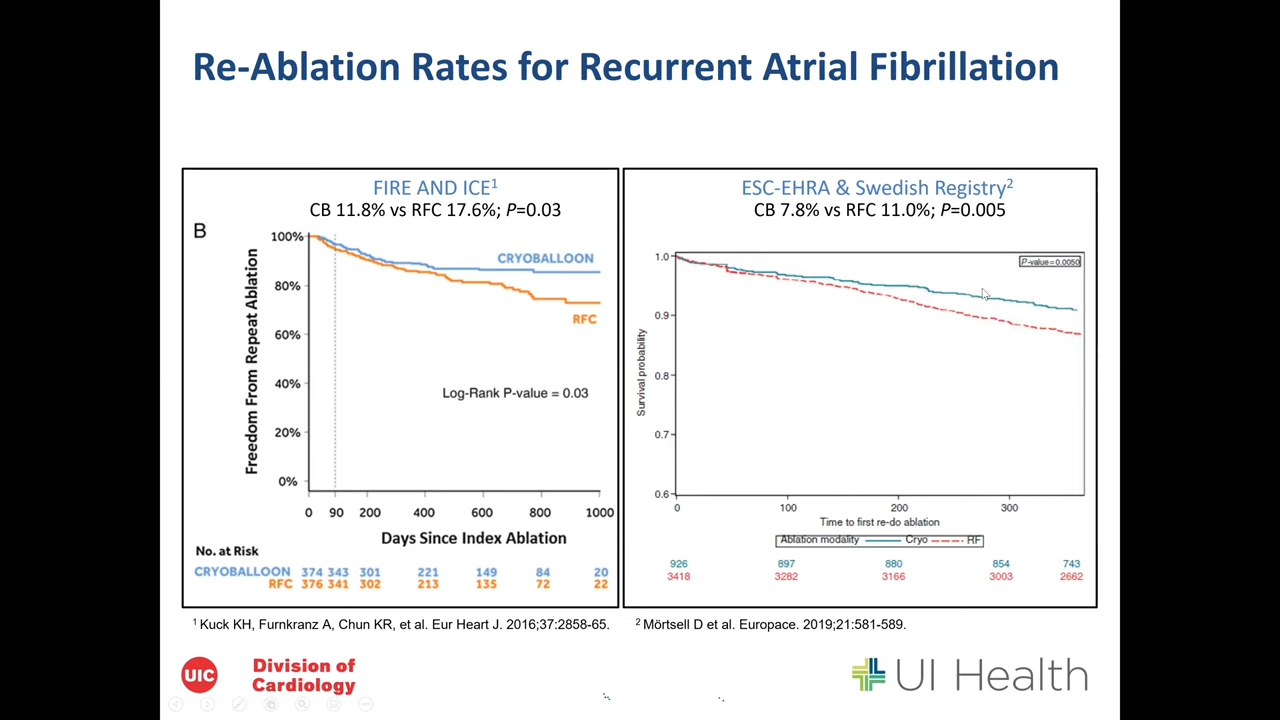 Re-Ablation Rates for Recurrent Atrial Fibrillation
FIRE AND ICE1
CB 11.8% vs RFC 17.6%; P=0.03
B
Freedom From Repeat Ablation
100%
80%
60%
40%
20%
0%
CRYOBALLOON
RFC
Log-Rank P-value = 0.03
0 90 200 400 600 800 1000
Days Since Index Ablation
No. at Risk
CRYOBALLOON 374 343 301 221 149 84 20
RFC 376 341 302 213 135 72 22
ESC-EHRA & Swedish Registry2
CB 7.8% vs RFC 11.0%; P=0.005
P-value=0.0050
Survival probability
1.0
0.9
0.8
0.7
0.6
0 100 200 300
Time to first re-do ablation
Ablation modality Cryo RF
926 897 880 854 743
3418 3282 3166 3003 2662
1 Kuck KH, Furnkranz A, Chun KR, et al. Eur Heart J. 2016;37:2858-65.
2 Mörtsell D et al. Europace. 2019;21:581-589.
UIC
Division of
Cardiology
UI Health